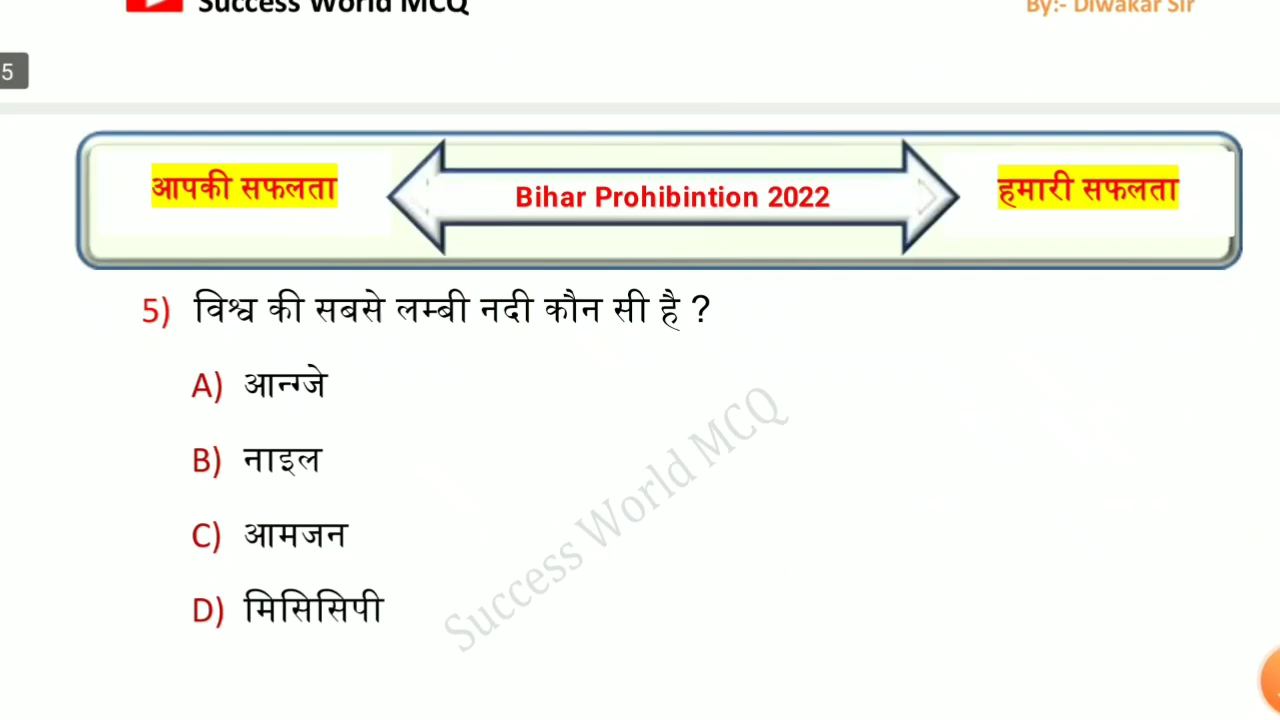 Success World MCQ
By:- Diwakar Sir
5
आपकी सफलता
Bihar Prohibintion 2022
हमारी सफलता
5) विश्व की सबसे लम्बी नदी कौन सी है ?
A) आन्ग्जे
B) नाइल
C) आमजन
D) मिसिसिपी
Success World MCQ